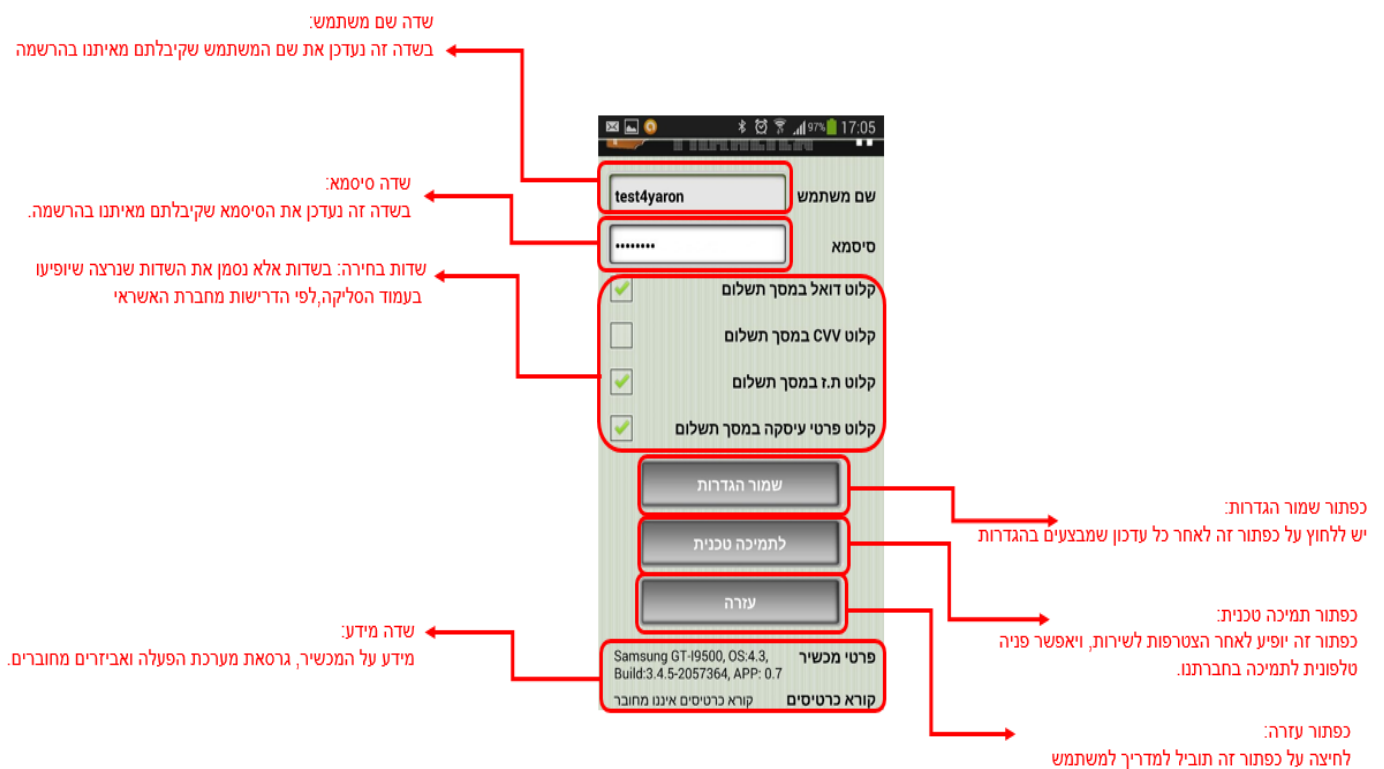 שדה שם משתמש:
בשדה זה נעדכן את שם המשתמש שקיבלתם מאיתנו בהרשמה
97% 17:05
שם משתמש test4yaron
שדה סיסמא:
בשדה זה נעדכן את הסיסמא שקיבלתם מאיתנו בהרשמה.
סיסמא ••••••••
שדות בחירה: בשדות אלא נסמן את השדות שנרצה שיופיעו
בעמוד הסליקה,לפי הדרישות מחברת האשראי
קלוט דואל במסך תשלום
קלוט CVV במסך תשלום
קלוט ת.ז במסך תשלום
קלוט פרטי עיסקה במסך תשלום
שמור הגדרות
כפתור שמור הגדרות:
יש ללחוץ על כפתור זה לאחר כל עדכון שמבצעים בהגדרות
לתמיכה טכנית
כפתור תמיכה טכנית:
כפתור זה יופיע לאחר הצטרפות לשירות, ויאפשר פניה
טלפונית לתמיכה בחברתנו.
עזרה
שדה מידע:
מידע על המכשיר, גרסאת מערכת הפעלה ואביזרים מחוברים.
פרטי מכשיר Samsung GT-I9500, OS:4.3,
Build:3.4.5-2057364, APP: 0.7
קורא כרטיסים קורא כרטיסים איננו מחובר
כפתור עזרה:
לחיצה על כפתור זה תוביל למדריך למשתמש